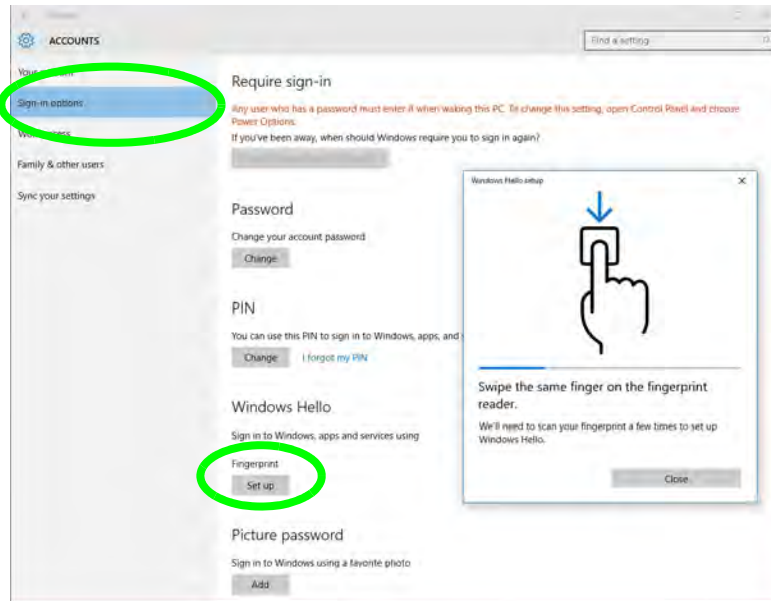 ACCOUNTS
Find a setting
Sign-in options
Family & other users
Sync your settings
Require sign-in
Any user who has a password must enter it when waking this PC. To change this setting, open Control Panel and choose
Power Options.
If you've been away, when should Windows require you to sign in again?
Password
Change your account password
Change
PIN
You can use this PIN to sign in to Windows, apps, and
Change I forgot my PIN
Windows Hello
Sign in to Windows, apps and services using
Fingerprint
Set up
Picture password
Sign in to Windows using a favorite photo
Add
Windows Hello setup
Swipe the same finger on the fingerprint
reader.
We'll need to scan your fingerprint a few times to set up
Windows Hello.
Close